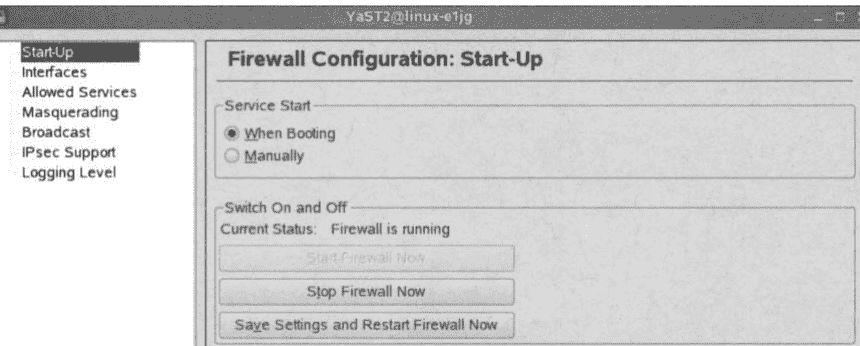 YaST2@linux-e1jg
Start-Up
Interfaces
Allowed Services
Masquerading
Broadcast
IPsec Support
Logging Level
Firewall Configuration: Start-Up
Service Start
When Booting
Manually
Switch On and Off
Current Status: Firewall is running
Start Firewall Now
Stop Firewall Now
Save Settings and Restart Firewall Now